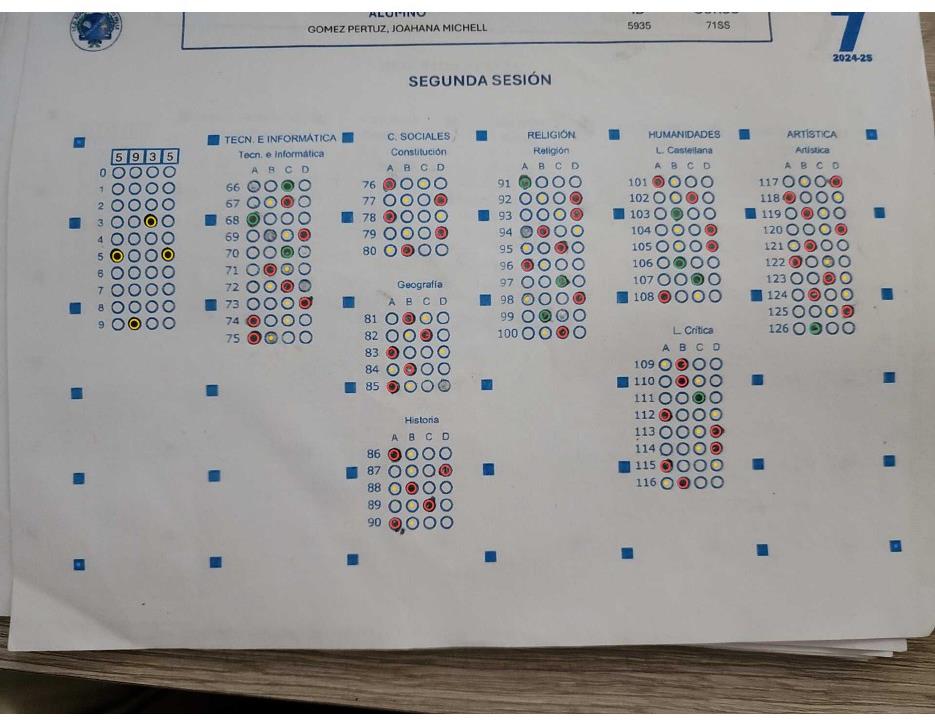 ALUMNO
GOMEZ PERTUZ, JOAHANA MICHELL 5935 71SS
7
2024-25
SEGUNDA SESIÓN
TECN. E INFORMÁTICA C. SOCIALES RELIGIÓN HUMANIDADES ARTÍSTICA
5 9 3 5 Tecn. e Informática Constitución Religión L. Castellana Artística
A B C D A B C D A B C D A B C D A B C D
0 66 76 91 101 117
1 67 77 92 102 118
2 68 78 93 103 119
3 69 79 94 104 120
4 70 80 95 105 121
5 71 96 106 122
6 72 97 107 123
7 73 98 108 124
8 74 99 125
9 75 100 126
Geografía
A B C D
81
82
83
84
85
L. Crítica
A B C D
109
110
111
112
113
114
115
116
Historia
A B C D
86
87
88
89
90